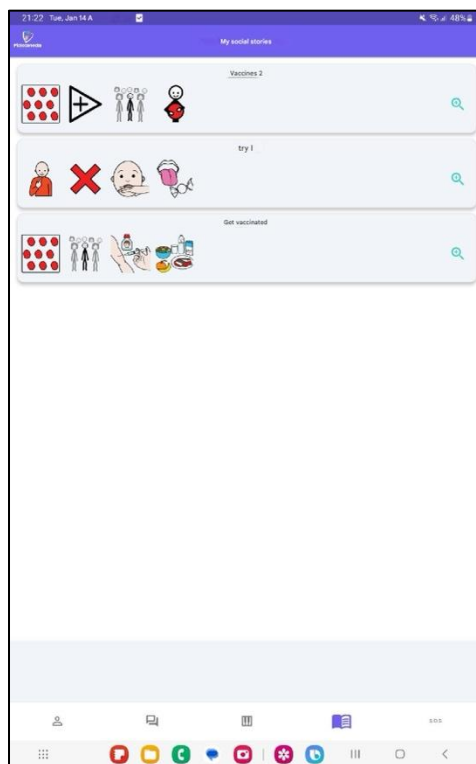 21:22 Tue, Jan 14 A 48%
My social stories
Vaccines 2
try I
Get vaccinated
SOS